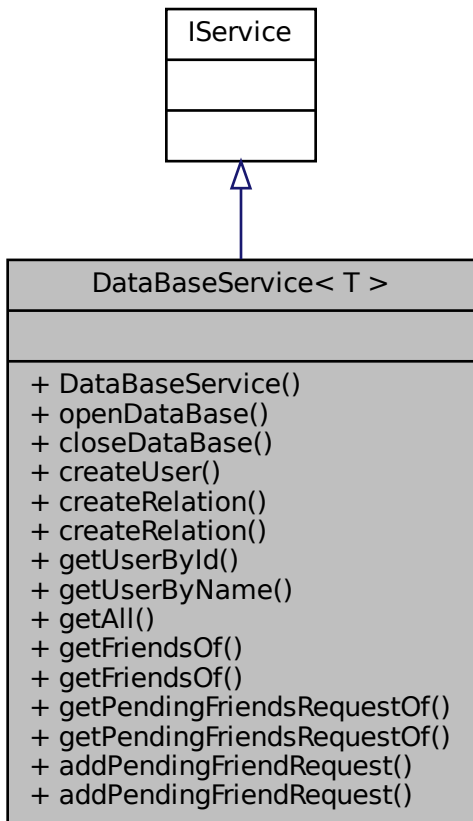 IService
DataBaseService< T >
+ DataBaseService()
+ openDataBase()
+ closeDataBase()
+ createUser()
+ createRelation()
+ createRelation()
+ getUserById()
+ getUserByName()
+ getAll()
+ getFriendsOf()
+ getFriendsOf()
+ getPendingFriendsRequestOf()
+ getPendingFriendsRequestOf()
+ addPendingFriendRequest()
+ addPendingFriendRequest()